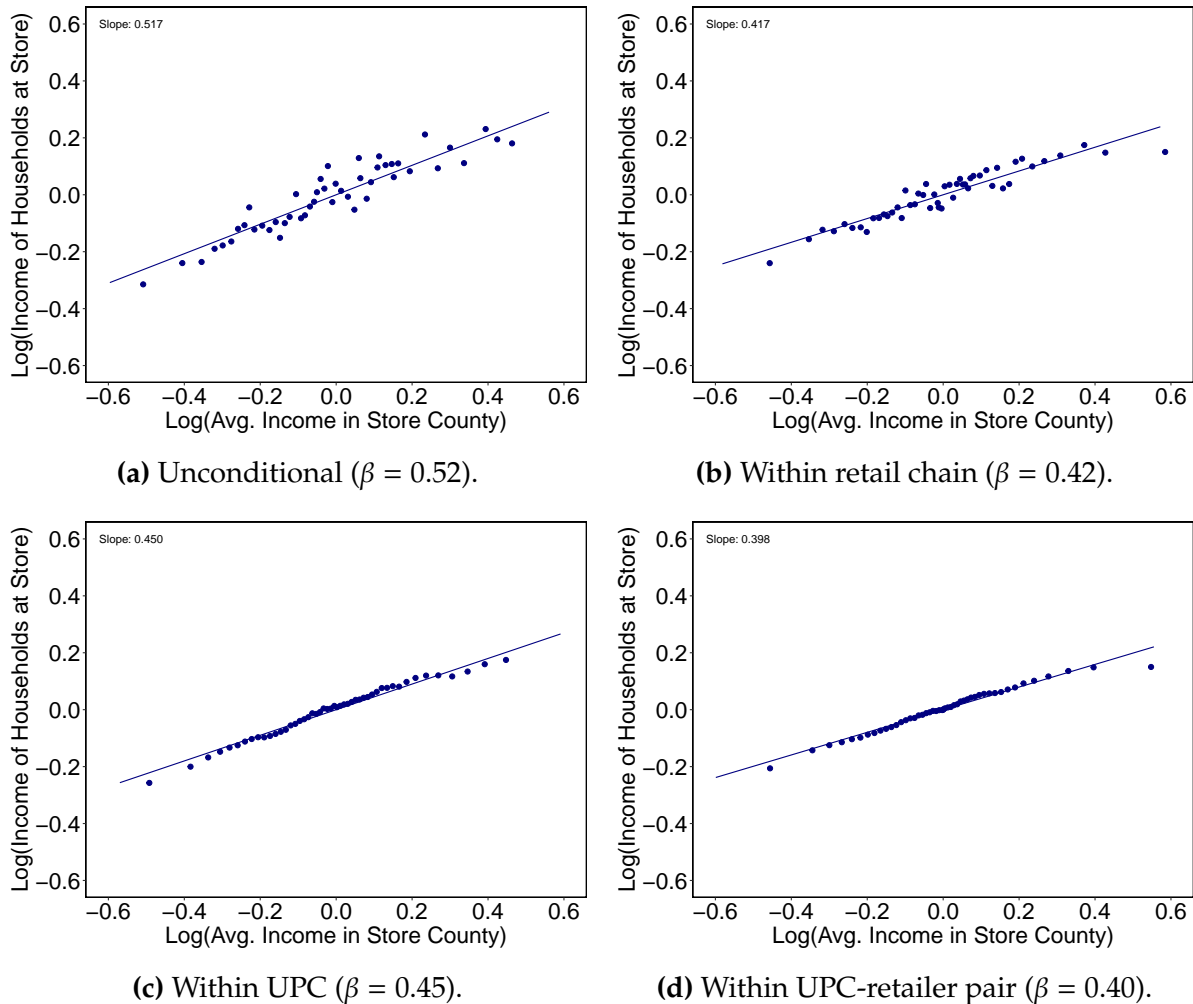 Slope: 0.517
Log(Income of Households at Store)
0.6
0.4
0.2
0.0
−0.2
−0.4
−0.6
−0.6 −0.4 −0.2 0.0 0.2 0.4 0.6
Log(Avg. Income in Store County)
(a) Unconditional (β = 0.52).
Slope: 0.417
Log(Income of Households at Store)
0.6
0.4
0.2
0.0
−0.2
−0.4
−0.6
−0.6 −0.4 −0.2 0.0 0.2 0.4 0.6
Log(Avg. Income in Store County)
(b) Within retail chain (β = 0.42).
Slope: 0.450
Log(Income of Households at Store)
0.6
0.4
0.2
0.0
−0.2
−0.4
−0.6
−0.6 −0.4 −0.2 0.0 0.2 0.4 0.6
Log(Avg. Income in Store County)
(c) Within UPC (β = 0.45).
Slope: 0.398
Log(Income of Households at Store)
0.6
0.4
0.2
0.0
−0.2
−0.4
−0.6
−0.6 −0.4 −0.2 0.0 0.2 0.4 0.6
Log(Avg. Income in Store County)
(d) Within UPC-retailer pair (β = 0.40).